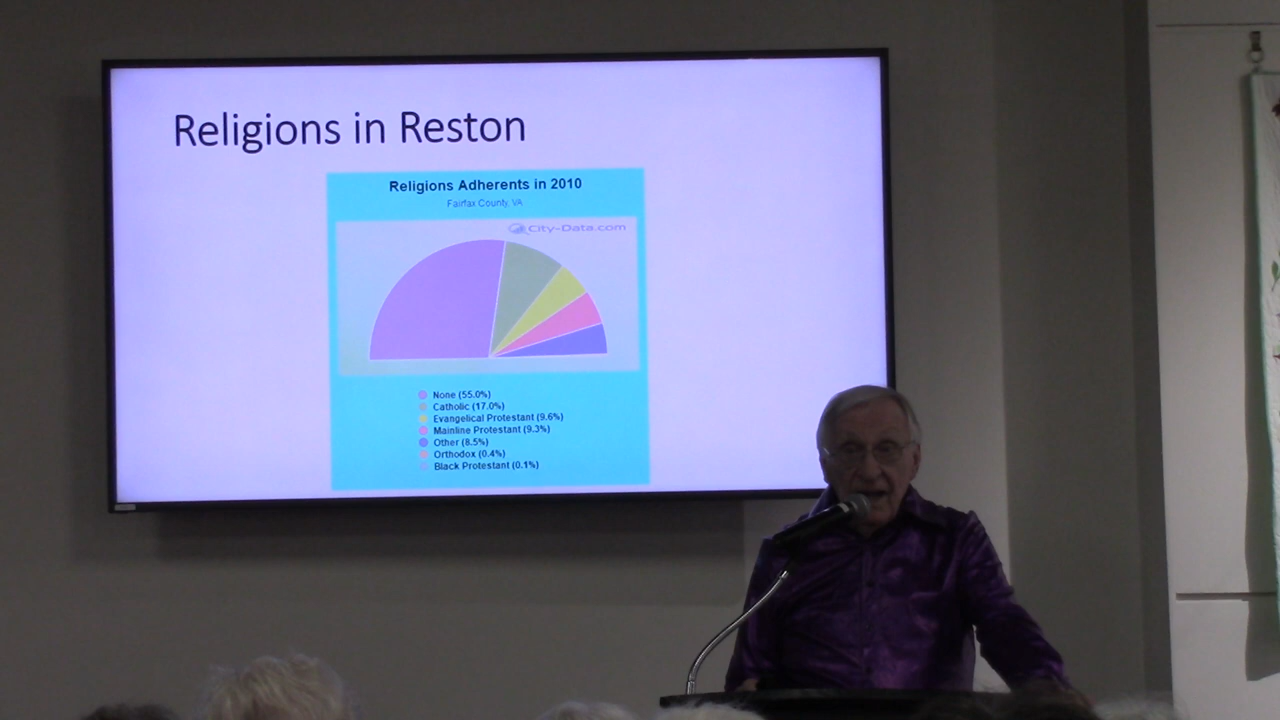 Religions in Reston
Religions Adherents in 2010
Fairfax County, VA
City-Data.com
None (55.0%)
Catholic (17.0%)
Evangelical Protestant (9.6%)
Mainline Protestant (9.3%)
Other (8.5%)
Orthodox (0.4%)
Black Protestant (0.1%)